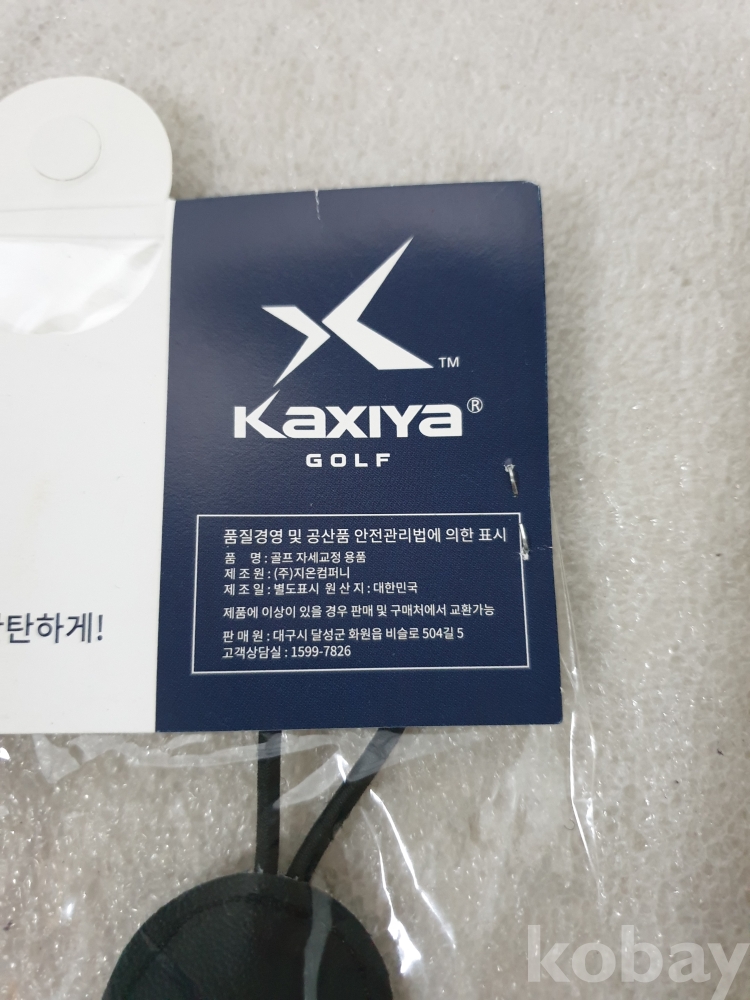 TM
Kaxiya®
GOLF
품질경영 및 공산품 안전관리법에 의한 표시
품 명 : 골프 자세교정 용품
제 조 원 : (주)지온컴퍼니
제 조 일 : 별도표시 원 산 지 : 대한민국
제품에 이상이 있을 경우 판매 및 구매처에서 교환가능
판 매 원 : 대구시 달성군 화원읍 비슬로 504길 5
고객상담실 : 1599-7826
탄하게!
kobay